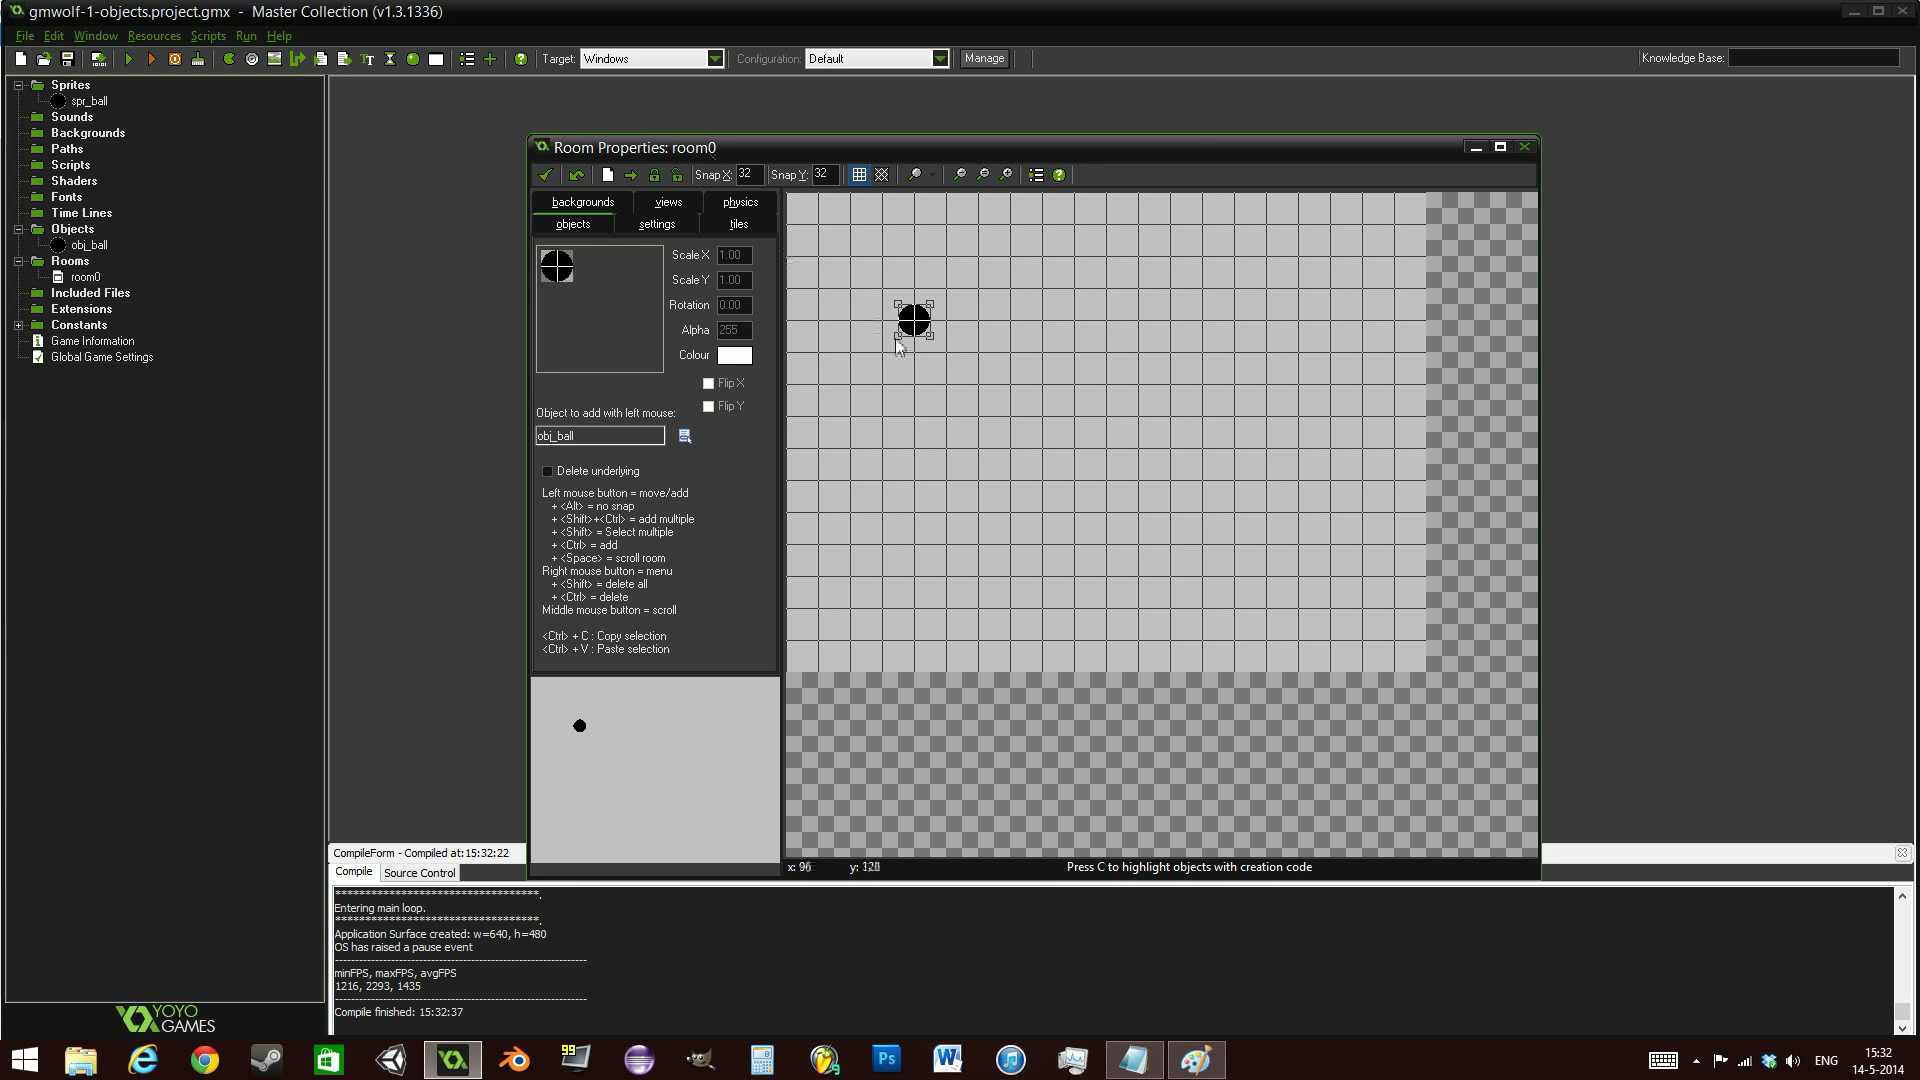 gmwolf-1-objects.project.gmx - Master Collection (v1.3.1336)
File Edit Window Resources Scripts Run Help
Target: Windows Configuration: Default Manage Knowledge Base:
Sprites
spr_ball
Sounds
Backgrounds
Paths
Scripts
Shaders
Fonts
Time Lines
Objects
obj_ball
Rooms
room0
Included Files
Extensions
Constants
Game Information
Global Game Settings
YOYO
GAMES
Room Properties: room0
Snap X: 32 Snap Y: 32
backgrounds views physics
objects settings tiles
Scale X 1.00
Scale Y 1.00
Rotation 0.00
Alpha 255
Colour
Flip X
Flip Y
Object to add with left mouse:
obj_ball
Delete underlying
Left mouse button = move/add
+ <Alt> = no snap
+ <Shift>+<Ctrl> = add multiple
+ <Shift> = Select multiple
+ <Ctrl> = add
+ <Space> = scroll room
Right mouse button = menu
+ <Shift> = delete all
+ <Ctrl> = delete
Middle mouse button = scroll
<Ctrl> + C : Copy selection
<Ctrl> + V : Paste selection
x: 96 y: Press C to highlight objects with creation code
CompileForm - Compiled at:15:32:22
Compile Source Control
***********************************.
Entering main loop.
***********************************.
Application Surface created: w=640, h=480
OS has raised a pause event
minFPS, maxFPS, avgFPS
1216, 2293, 1435
Compile finished: 15:32:37
99
Ps
ENG
15:32
14-5-2014